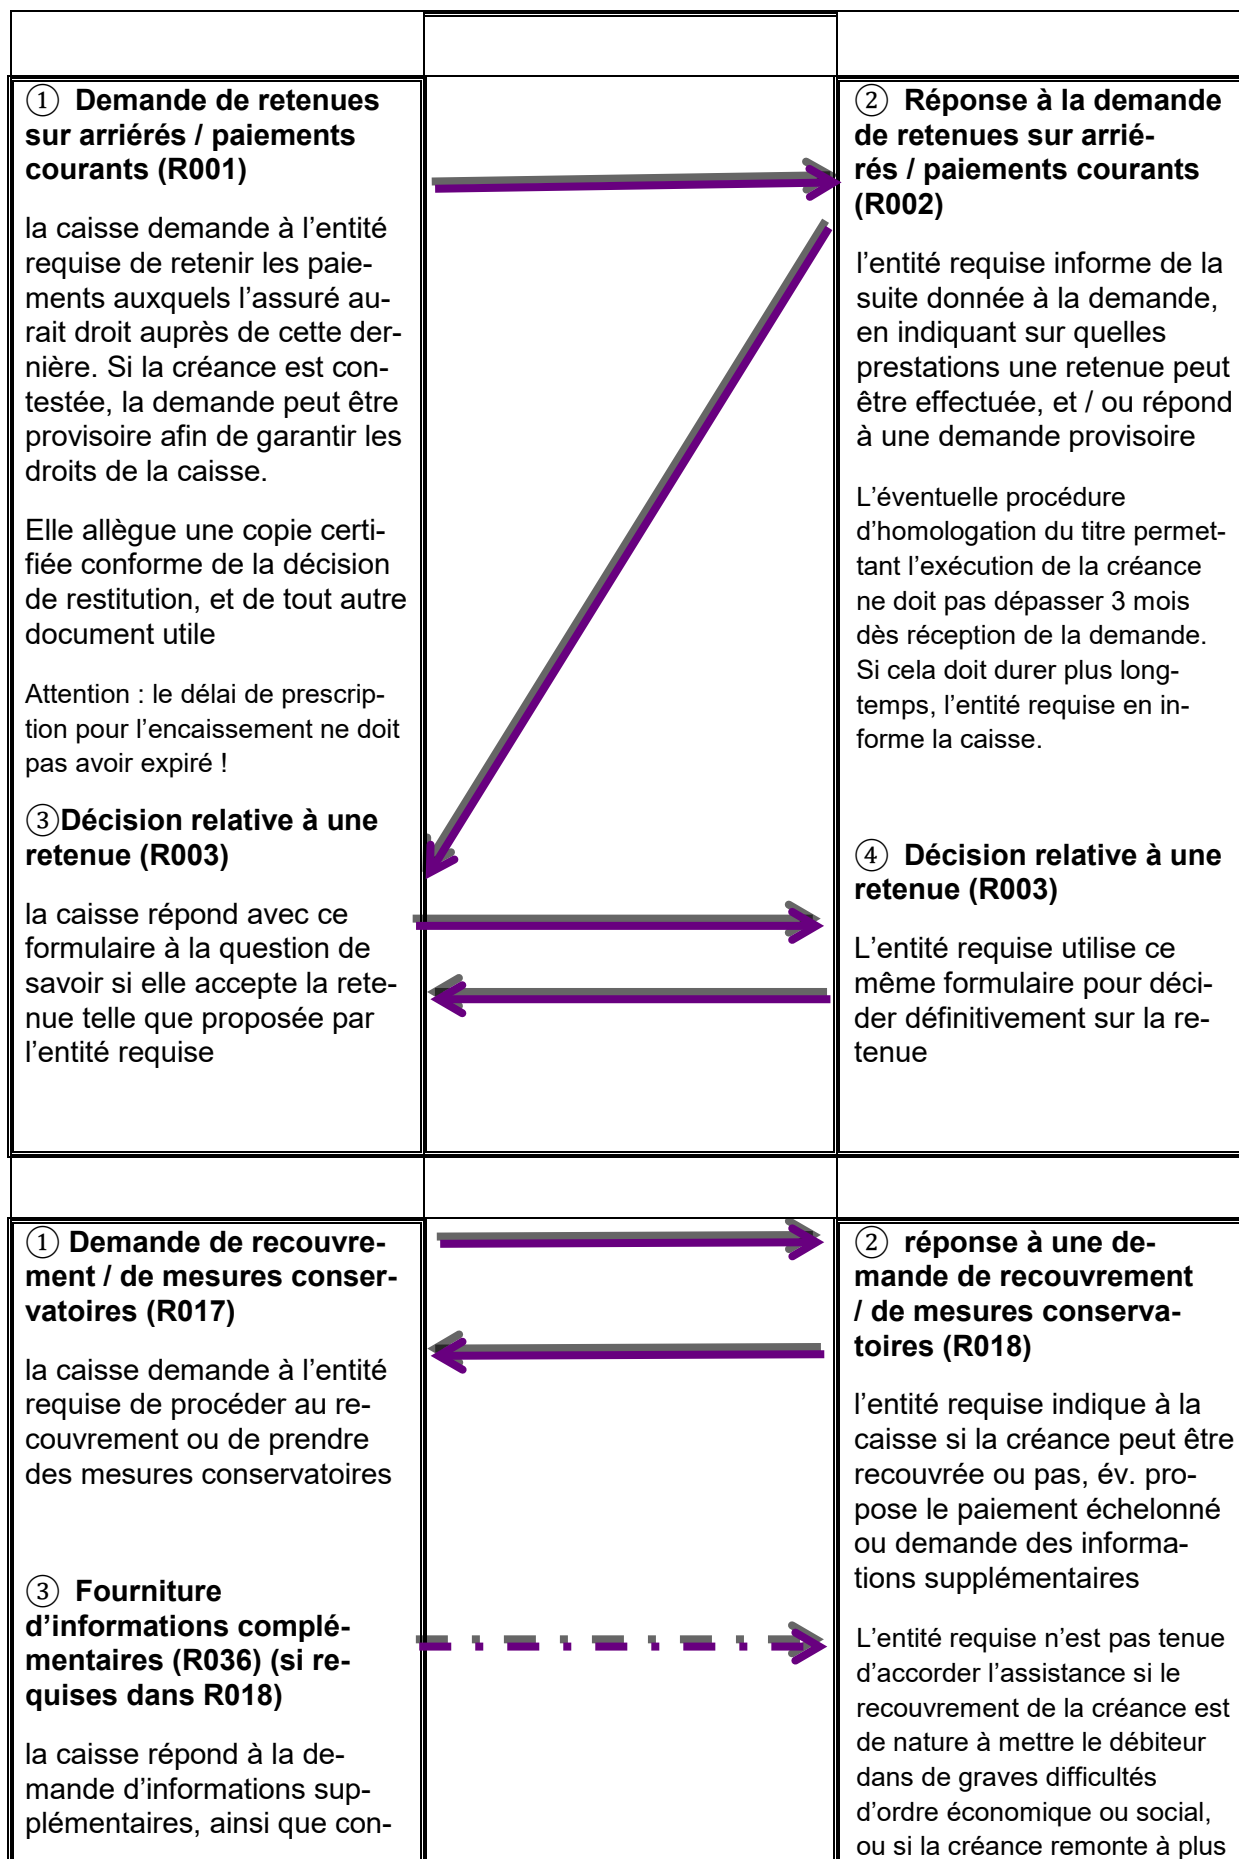 ① Demande de retenues
sur arriérés / paiements
courants (R001)
la caisse demande à l’entité
requise de retenir les paie-
ments auxquels l’assuré au-
rait droit auprès de cette der-
nière. Si la créance est con-
testée, la demande peut être
provisoire afin de garantir les
droits de la caisse.
Elle allègue une copie certi-
fiée conforme de la décision
de restitution, et de tout autre
document utile
Attention : le délai de prescrip-
tion pour l’encaissement ne doit
pas avoir expiré !
③Décision relative à une
retenue (R003)
la caisse répond avec ce
formulaire à la question de
savoir si elle accepte la rete-
nue telle que proposée par
l’entité requise
② Réponse à la demande
de retenues sur arrié-
rés / paiements courants
(R002)
l’entité requise informe de la
suite donnée à la demande,
en indiquant sur quelles
prestations une retenue peut
être effectuée, et / ou répond
à une demande provisoire
L’éventuelle procédure
d’homologation du titre permet-
tant l’exécution de la créance
ne doit pas dépasser 3 mois
dès réception de la demande.
Si cela doit durer plus long-
temps, l’entité requise en in-
forme la caisse.
④ Décision relative à une
retenue (R003)
L’entité requise utilise ce
même formulaire pour déci-
der définitivement sur la re-
tenue
① Demande de recouvre-
ment / de mesures conser-
vatoires (R017)
la caisse demande à l’entité
requise de procéder au re-
couvrement ou de prendre
des mesures conservatoires
③ Fourniture
d’informations complé-
mentaires (R036) (si re-
quises dans R018)
la caisse répond à la de-
mande d’informations sup-
plémentaires, ainsi que con-
② réponse à une de-
mande de recouvrement
/ de mesures conserva-
toires (R018)
l’entité requise indique à la
caisse si la créance peut être
recouvrée ou pas, év. pro-
pose le paiement échelonné
ou demande des informa-
tions supplémentaires
L’entité requise n’est pas tenue
d’accorder l’assistance si le
recouvrement de la créance est
de nature à mettre le débiteur
dans de graves difficultés
d’ordre économique ou social,
ou si la créance remonte à plus